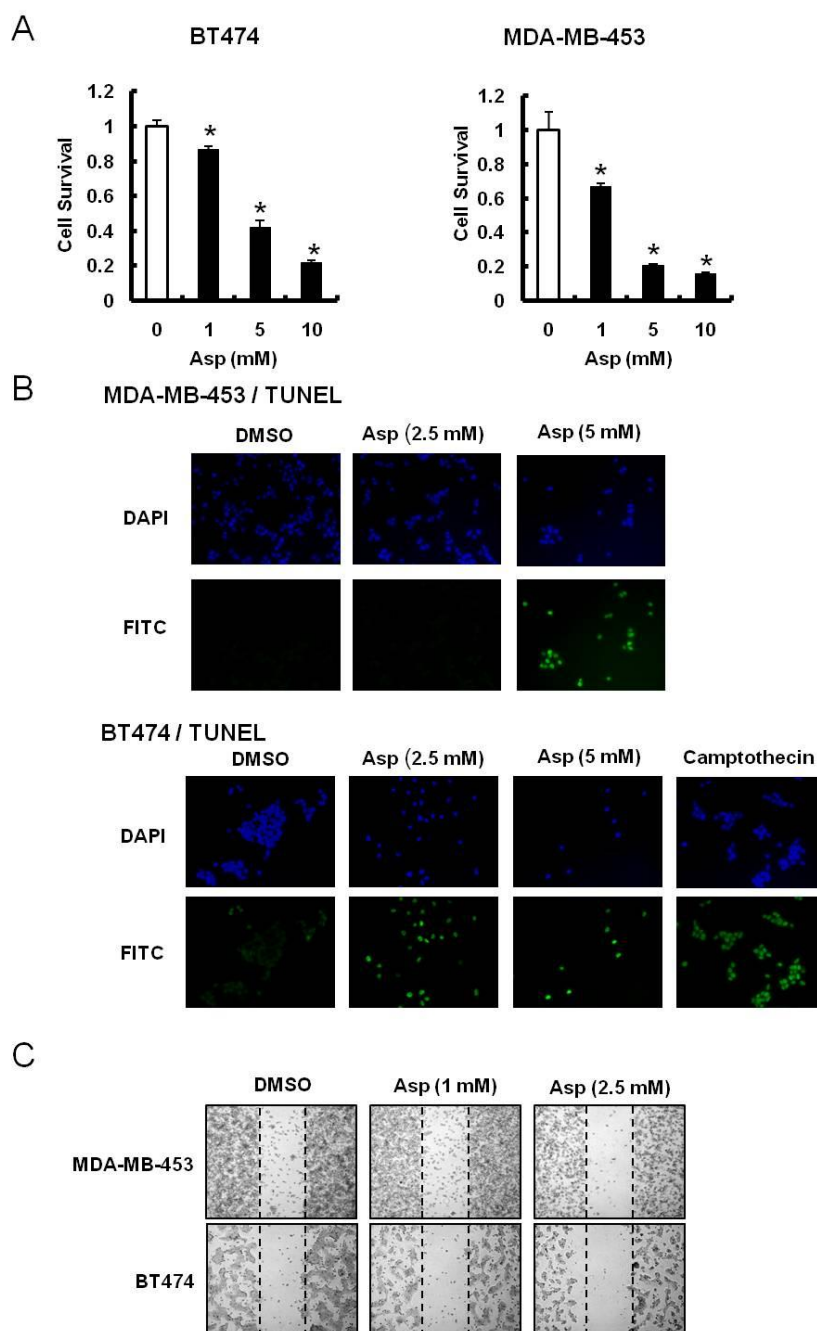 A
BT474
MDA-MB-453
1.2
1
0.8
0.6
0.4
0.2
0
Cell Survival
*
*
*
0 1 5 10
Asp (mM)
1.2
1
0.8
0.6
0.4
0.2
0
Cell Survival
*
*
*
0 1 5 10
Asp (mM)
B
MDA-MB-453 / TUNEL
DMSO Asp (2.5 mM) Asp (5 mM)
DAPI
FITC
BT474 / TUNEL
DMSO Asp (2.5 mM) Asp (5 mM) Camptothecin
DAPI
FITC
C
DMSO Asp (1 mM) Asp (2.5 mM)
MDA-MB-453
BT474